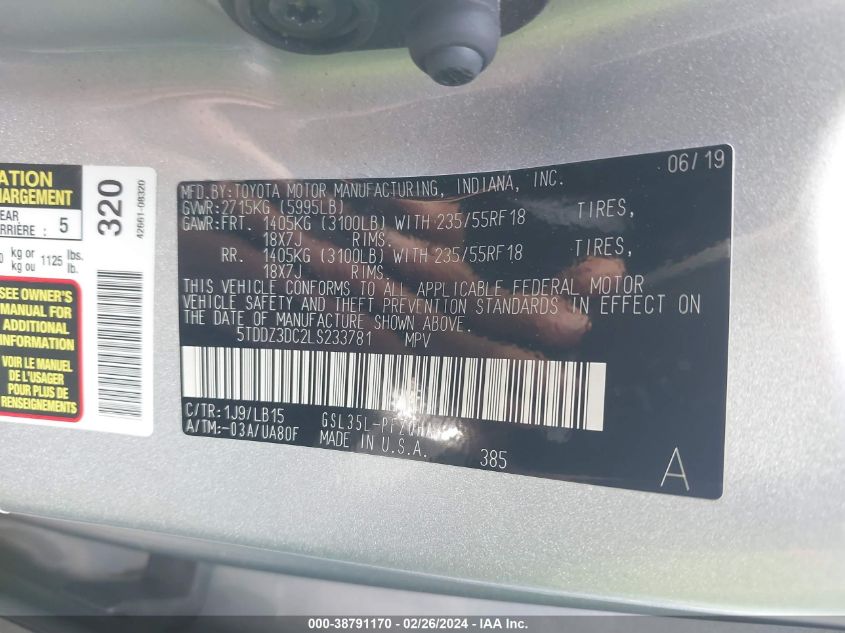 ATION
HARGEMENT
EAR
RRIÈRE : 5
kg or
kg ou 1125 lbs.
lb.
SEE OWNER'S
MANUAL FOR
ADDITIONAL
INFORMATION
VOIR LE MANUEL
DE L'USAGER
POUR PLUS DE
RENSEIGNEMENTS
320
42661-08320
06/19
MFD.BY:TOYOTA MOTOR MANUFACTURING, INDIANA, INC.
GVWR:2715KG (5995LB)
GAWR:FRT. 1405KG (3100LB) WITH 235/55RF18 TIRES,
18X7J RIMS.
RR. 1405KG (3100LB) WITH 235/55RF18 TIRES,
18X7J RIMS.
THIS VEHICLE CONFORMS TO ALL APPLICABLE FEDERAL MOTOR
VEHICLE SAFETY AND THEFT PREVENTION STANDARDS IN EFFECT ON
THE DATE OF MANUFACTURE SHOWN ABOVE.
5TDDZ3DC2LS233781 MPV
C/TR:1J9/LB15 GSL35L-PFZQHA
A/TM:-03A/UA80F MADE IN U.S.A.
385
A
000-38791170 - 02/26/2024 - IAA Inc.